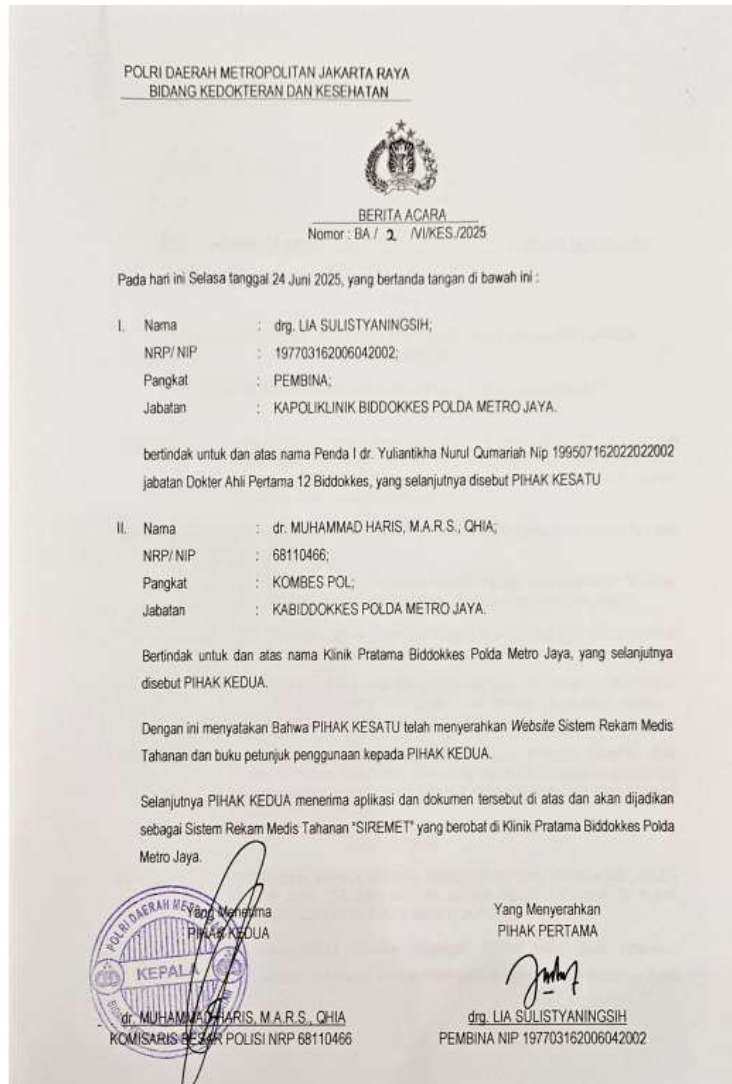 POLRI DAERAH METROPOLITAN JAKARTA RAYA
BIDANG KEDOKTERAN DAN KESEHATAN
BERITA ACARA
Nomor : BA / 2 /VI/KES./2025
Pada hari ini Selasa tanggal 24 Juni 2025, yang bertanda tangan di bawah ini :
I. Nama : drg. LIA SULISTYANINGSIH;
NRP/ NIP : 197703162006042002;
Pangkat : PEMBINA;
Jabatan : KAPOLIKLINIK BIDDOKKES POLDA METRO JAYA.
bertindak untuk dan atas nama Penda I dr. Yuliantikha Nurul Qumariah Nip 199507162022022002
jabatan Dokter Ahli Pertama 12 Biddokkes, yang selanjutnya disebut PIHAK KESATU
II. Nama : dr. MUHAMMAD HARIS, M.A.R.S., QHIA;
NRP/ NIP : 68110466;
Pangkat : KOMBES POL;
Jabatan : KABIDDOKKES POLDA METRO JAYA.
Bertindak untuk dan atas nama Klinik Pratama Biddokkes Polda Metro Jaya, yang selanjutnya
disebut PIHAK KEDUA.
Dengan ini menyatakan Bahwa PIHAK KESATU telah menyerahkan Website Sistem Rekam Medis
Tahanan dan buku petunjuk penggunaan kepada PIHAK KEDUA.
Selanjutnya PIHAK KEDUA menerima aplikasi dan dokumen tersebut di atas dan akan dijadikan
sebagai Sistem Rekam Medis Tahanan "SIREMET" yang berobat di Klinik Pratama Biddokkes Polda
Metro Jaya.
Yang Menerima
PIHAK KEDUA
POLRI DAERAH
KEPALA
dr. MUHAMMAD HARIS, M.A.R.S., QHIA
KOMISARIS BESAR POLISI NRP 68110466
Yang Menyerahkan
PIHAK PERTAMA
drg. LIA SULISTYANINGSIH
PEMBINA NIP 197703162006042002